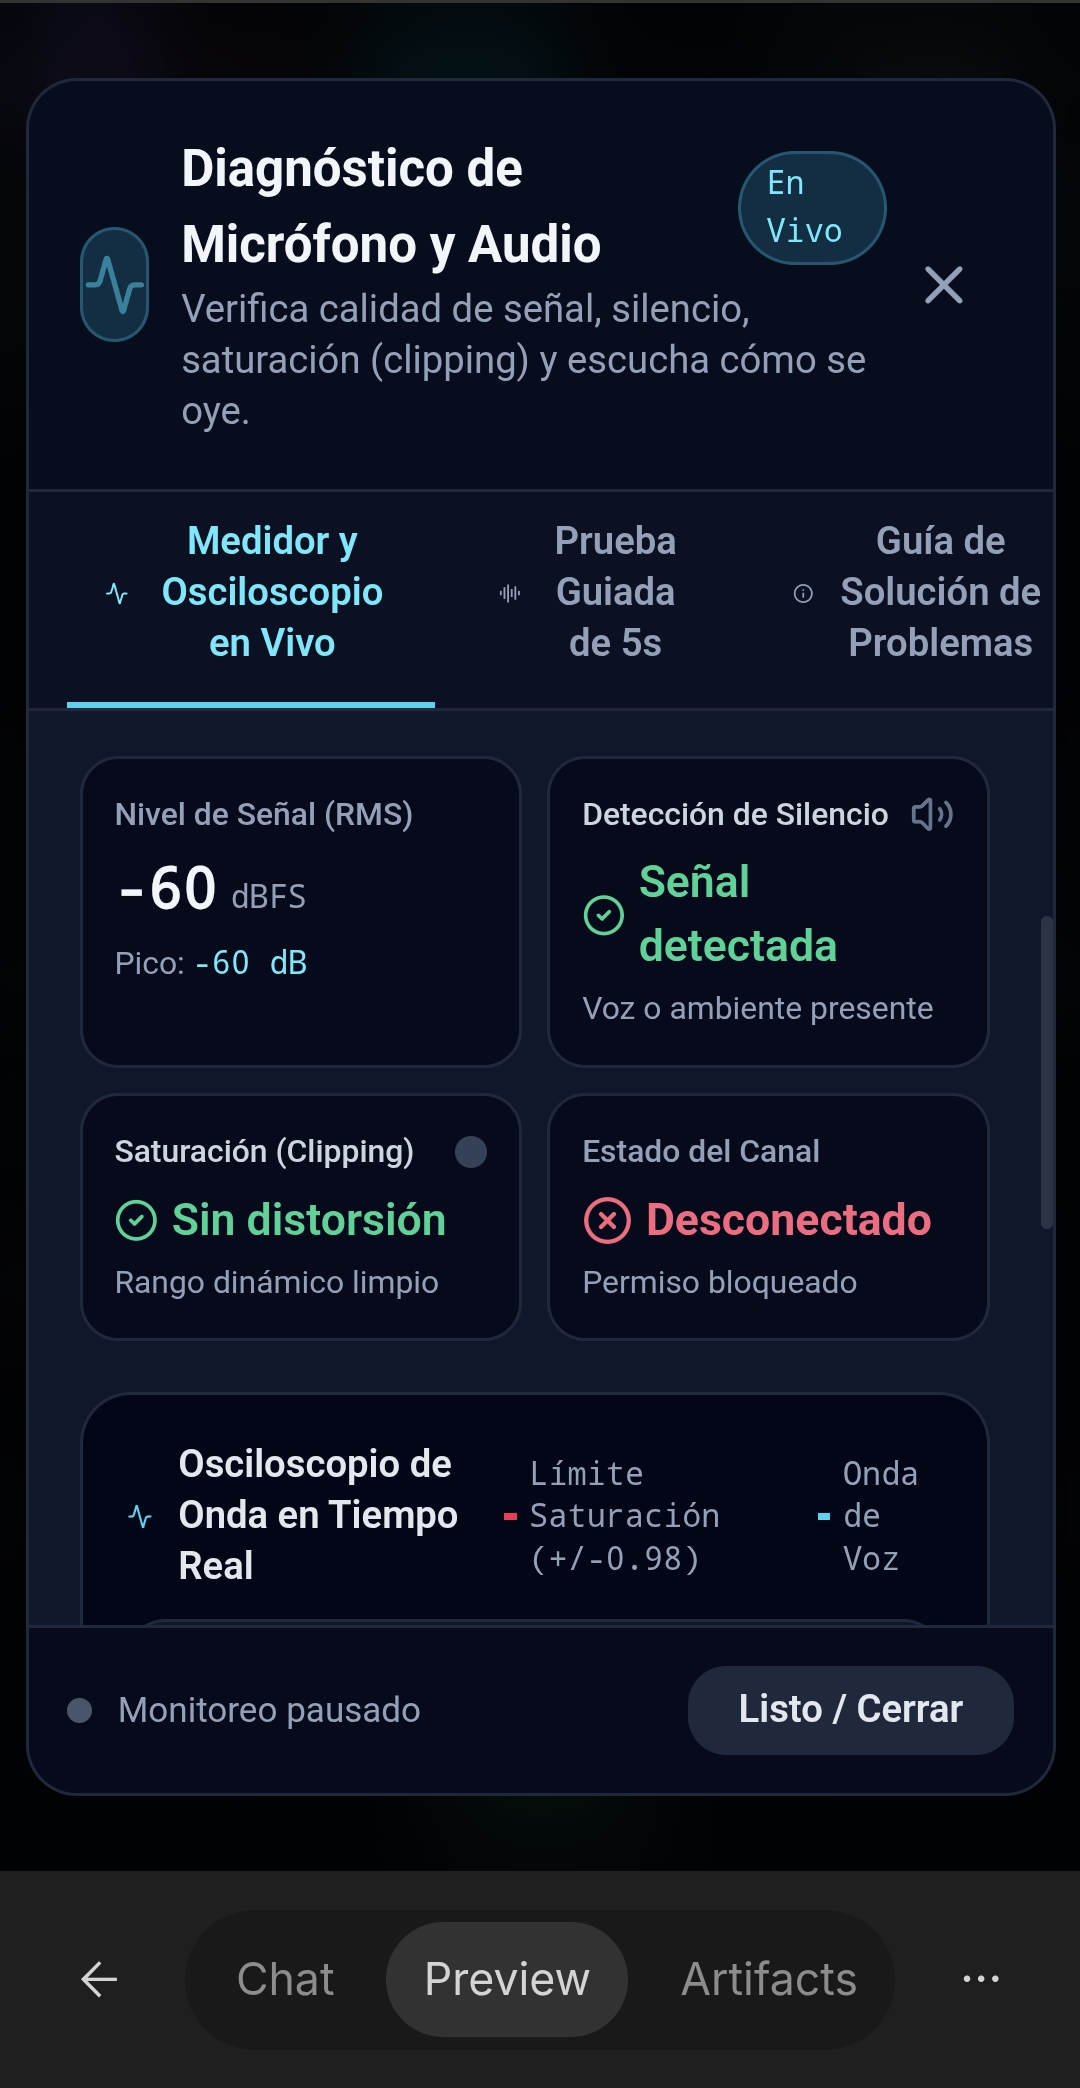 Diagnóstico de
Micrófono y Audio
En
Vivo
Verifica calidad de señal, silencio,
saturación (clipping) y escucha cómo se
oye.
Medidor y
Osciloscopio
en Vivo
Prueba
Guiada
de 5s
Guía de
Solución de
Problemas
Nivel de Señal (RMS)
-60 dBFS
Pico: -60 dB
Detección de Silencio
Señal
detectada
Voz o ambiente presente
Saturación (Clipping)
Sin distorsión
Rango dinámico limpio
Estado del Canal
Desconectado
Permiso bloqueado
Osciloscopio de
Onda en Tiempo
Real
Límite
Saturación
(+/-0.98)
Onda
de
Voz
Monitoreo pausado
Listo / Cerrar
Chat
Preview
Artifacts